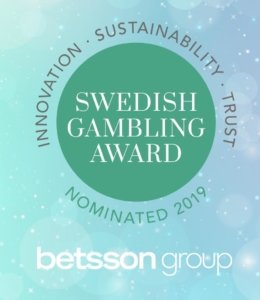 INNOVATION · SUSTAINABILITY · TRUST
SWEDISH
GAMBLING
AWARD
NOMINATED 2019
betsson group